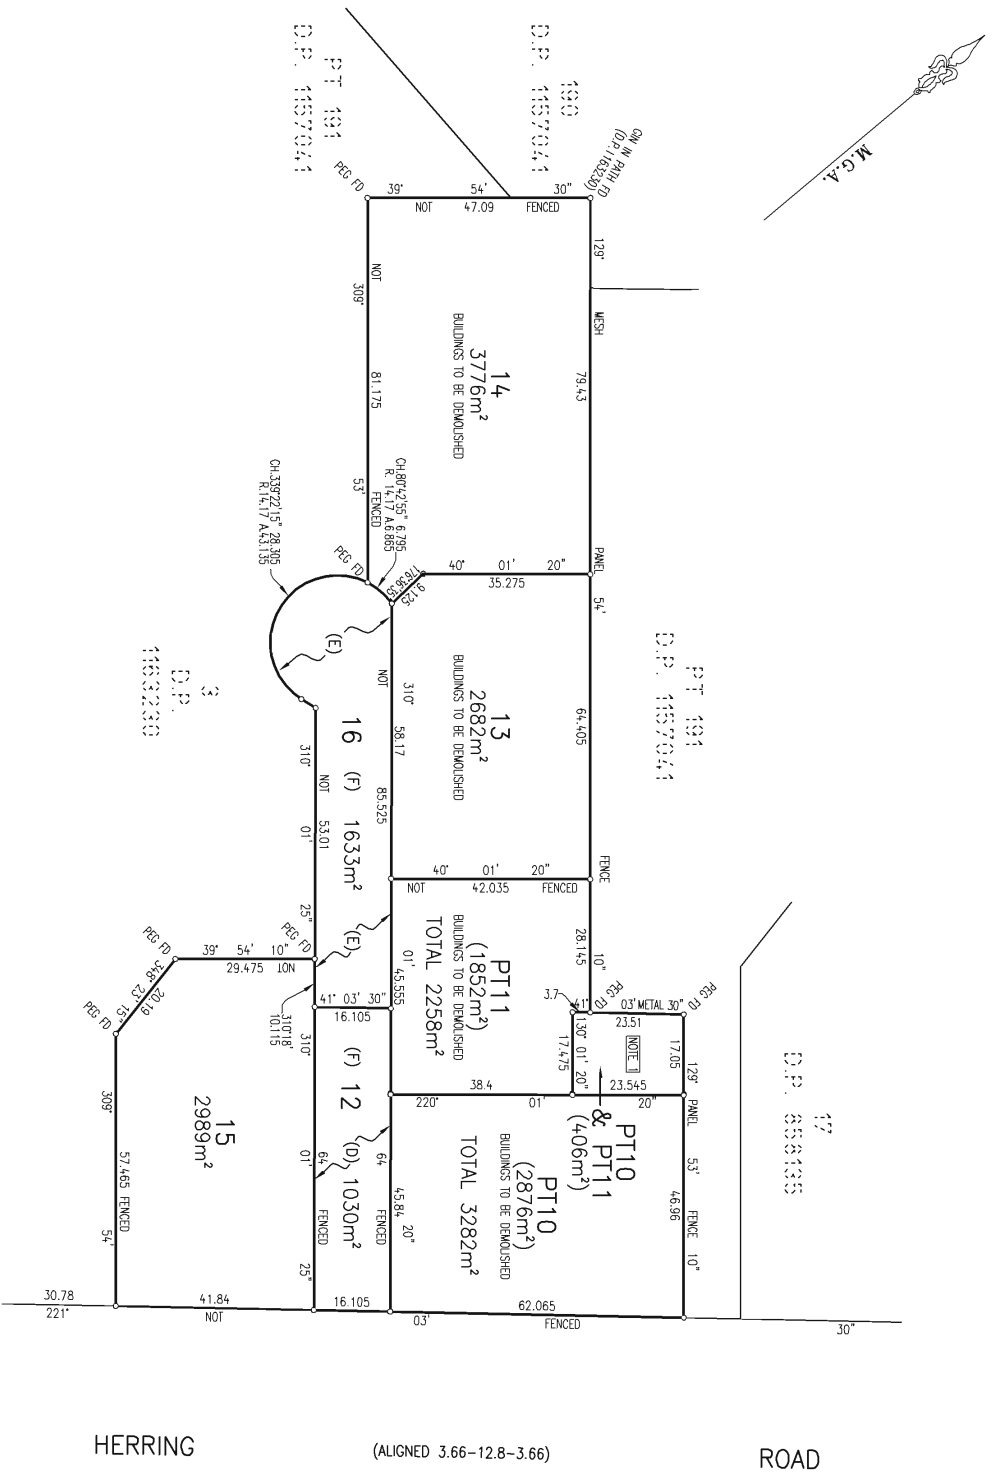 M.G.A.
190
D.P. 1157041
PT 191
D.P. 1157041
GIN IN PATH FD
(D.P.1163230)
PEG FD
39° 54' 30"
NOT 47.09 FENCED
129°
MESH
79.43
PANEL
NOT
309°
81.175
53'
FENCED
14
3776m²
BUILDINGS TO BE DEMOLISHED
CH.80°42'55" 6.795
R. 14.17 A.6.865
CH.339°22'15" 28.305
R.14.17 A.43.135
PEG FD
176°36'35"
9.125
40° 01' 20"
35.275
54'
PT 191
D.P. 1157041
(E)
3
D.P.
1163230
13
2682m²
BUILDINGS TO BE DEMOLISHED
64.405
NOT
310°
58.17
85.525
16 (F) 1633m²
310°
NOT
53.01
01'
25"
FENCE
40° 01' 20"
NOT 42.035 FENCED
28.145
10"
PEG FD
PEG FD
PT11
(1852m²)
BUILDINGS TO BE DEMOLISHED
TOTAL 2258m²
01'
45.555
(E)
PEG FD
39° 54' 10"
29.475 NOT
PEG FD
348° 23' 15"
20.19
PEG FD
310°18'
10.115
41° 03' 30"
16.105
3.7
41° 03' METAL 30"
23.51
NOTE 1
17.05
129°
130° 01' 20"
17.475
23.545
38.4
220° 01' 20"
PT10
& PT11
(406m²)
PANEL
53'
46.96
FENCE
10"
17
D.P. 858135
PT10
(2876m²)
BUILDINGS TO BE DEMOLISHED
TOTAL 3282m²
64
45.84
20"
FENCED
(F) 12 (D) 1030m²
310°
01'
64
FENCED
25"
15
2989m²
309°
57.465 FENCED
54'
30.78
41.84
16.105
62.065
221°
NOT
03'
FENCED
30"
HERRING
(ALIGNED 3.66-12.8-3.66)
ROAD